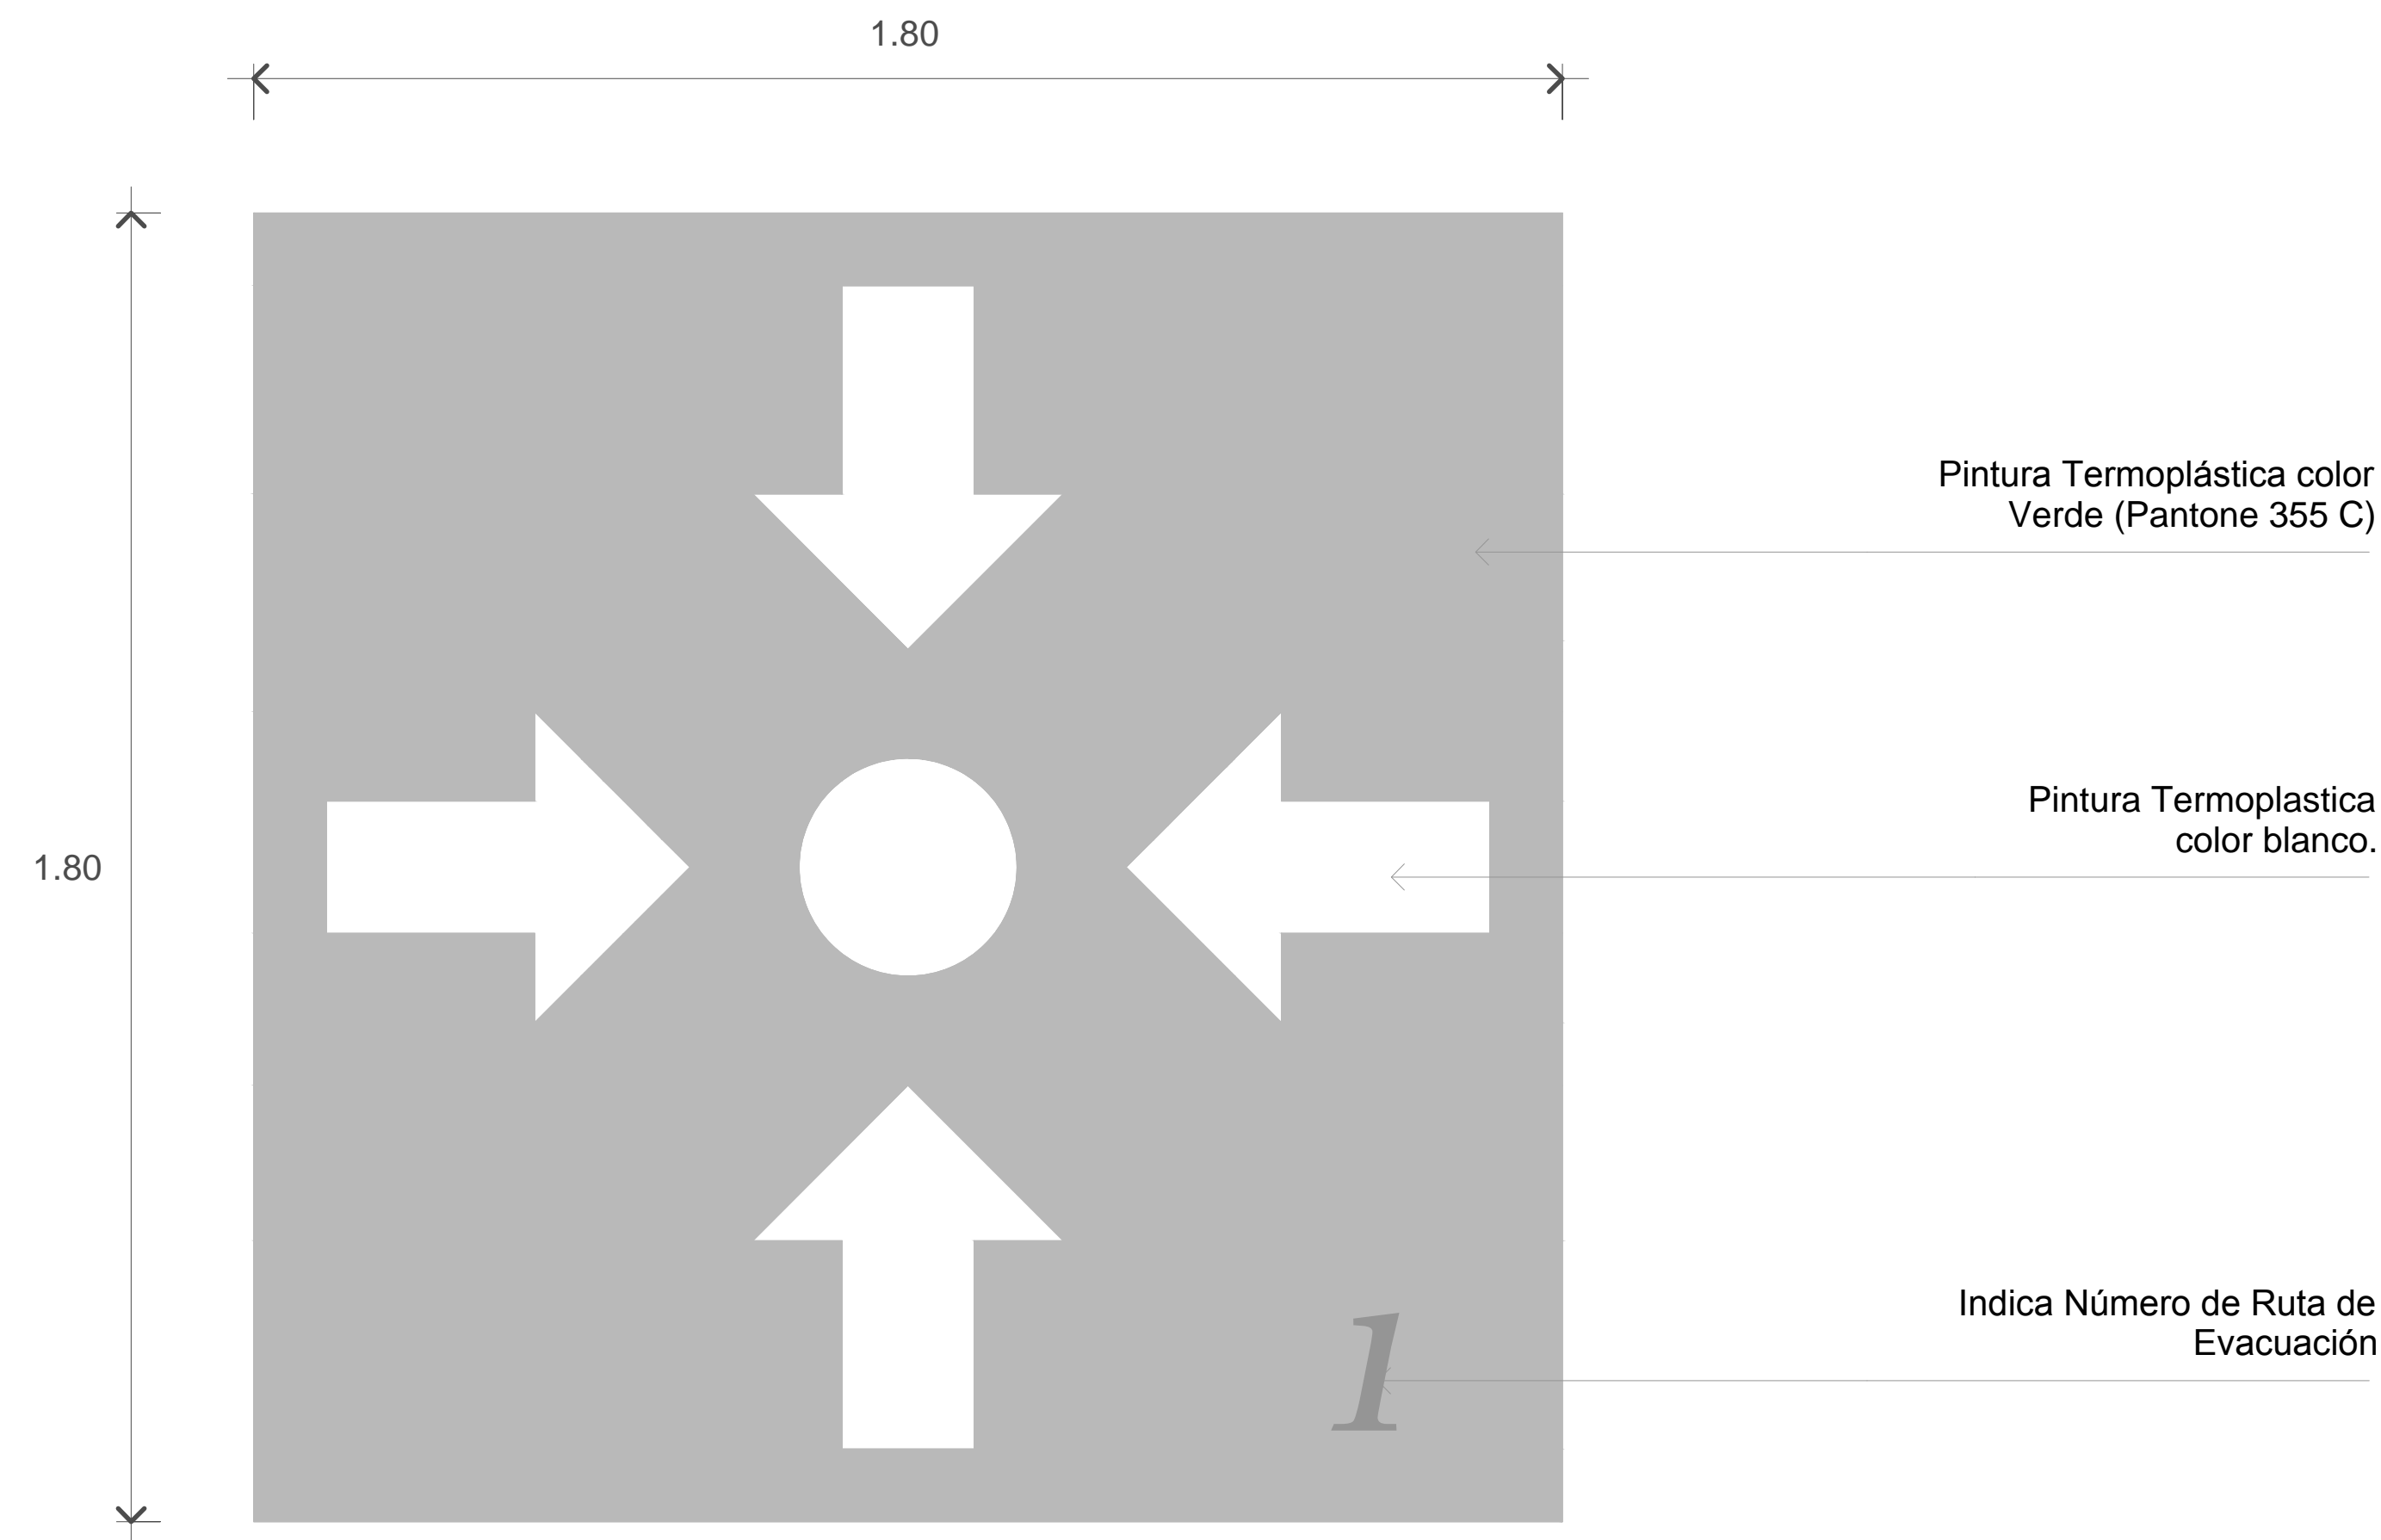 1.80
Pintura Termoplástica color
Verde (Pantone 355 C)
Pintura Termoplastica
color blanco.
1.80
Indica Número de Ruta de
Evacuación
1